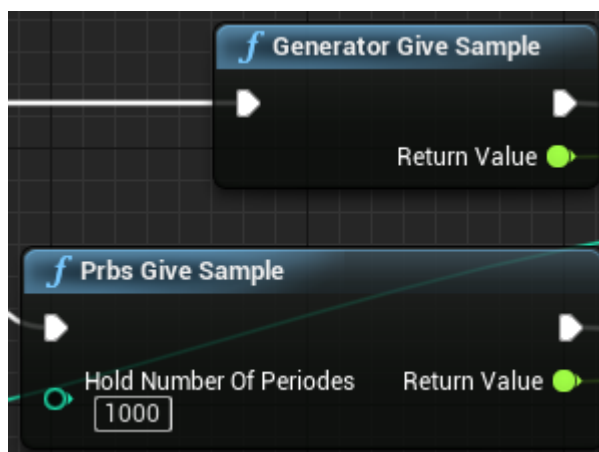 Generator Give Sample
Return Value
Prbs Give Sample
Hold Number Of Periodes
Return Value
1000